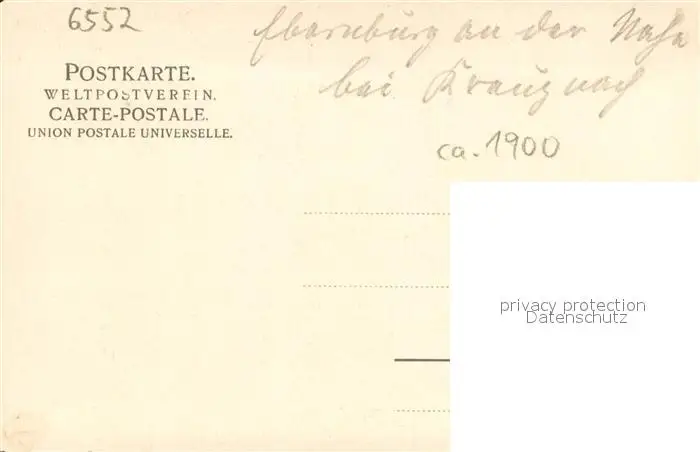 6552
Ebernburg an der Nahe
bei Kreuznach
ca. 1900
POSTKARTE.
WELTPOSTVEREIN.
CARTE-POSTALE.
UNION POSTALE UNIVERSELLE.
privacy protection
Datenschutz